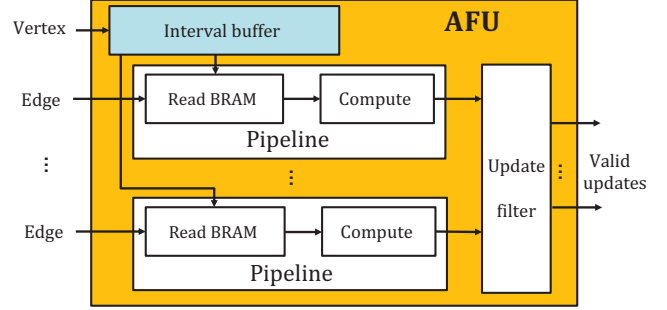 Vertex
Interval buffer
AFU
Edge
Read BRAM
Compute
Pipeline
...
...
Update
filter
...
Valid
updates
Edge
Read BRAM
Compute
Pipeline